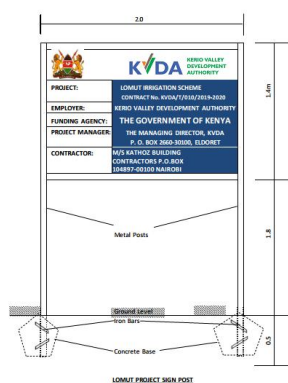 2.0
KVDA
KERIO VALLEY
DEVELOPMENT
AUTHORITY
PROJECT: LOMUT IRRIGATION SCHEME
CONTRACT No. KVDA/T/010/2019-2020
EMPLOYER: KERIO VALLEY DEVELOPMENT AUTHORITY
FUNDING AGENCY: THE GOVERNMENT OF KENYA
PROJECT MANAGER: THE MANAGING DIRECTOR, KVDA
P. O. BOX 2660-30100, ELDORET
CONTRACTOR: M/S KATHOZ BUILDING
CONTRACTORS P.O.BOX
104897-00100 NAIROBI
1.4m
Metal Posts
1.8
Ground Level
Iron Bars
0.5
Concrete Base
LOMUT PROJECT SIGN POST